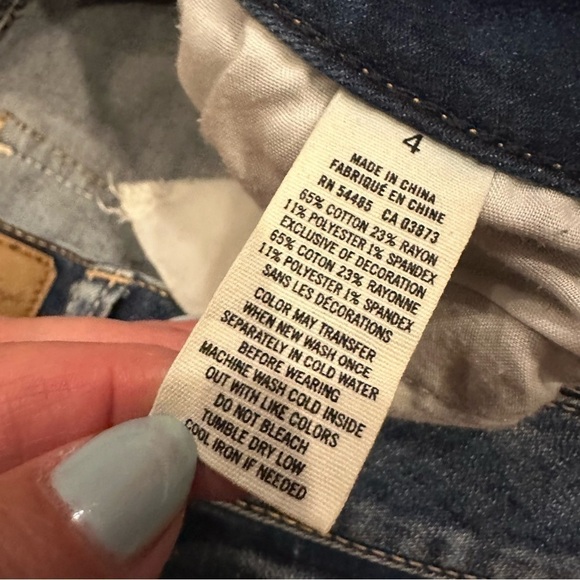 4
MADE IN CHINA
FABRIQUÉ EN CHINE
RN 54485 CA 03873
65% COTTON 23% RAYON
11% POLYESTER 1% SPANDEX
EXCLUSIVE OF DECORATION
65% COTON 23% RAYONNE
11% POLYESTER 1% SPANDEX
SANS LES DÉCORATIONS
COLOR MAY TRANSFER
WHEN NEW WASH ONCE
SEPARATELY IN COLD WATER
BEFORE WEARING
MACHINE WASH COLD INSIDE
OUT WITH LIKE COLORS
DO NOT BLEACH
TUMBLE DRY LOW
COOL IRON IF NEEDED